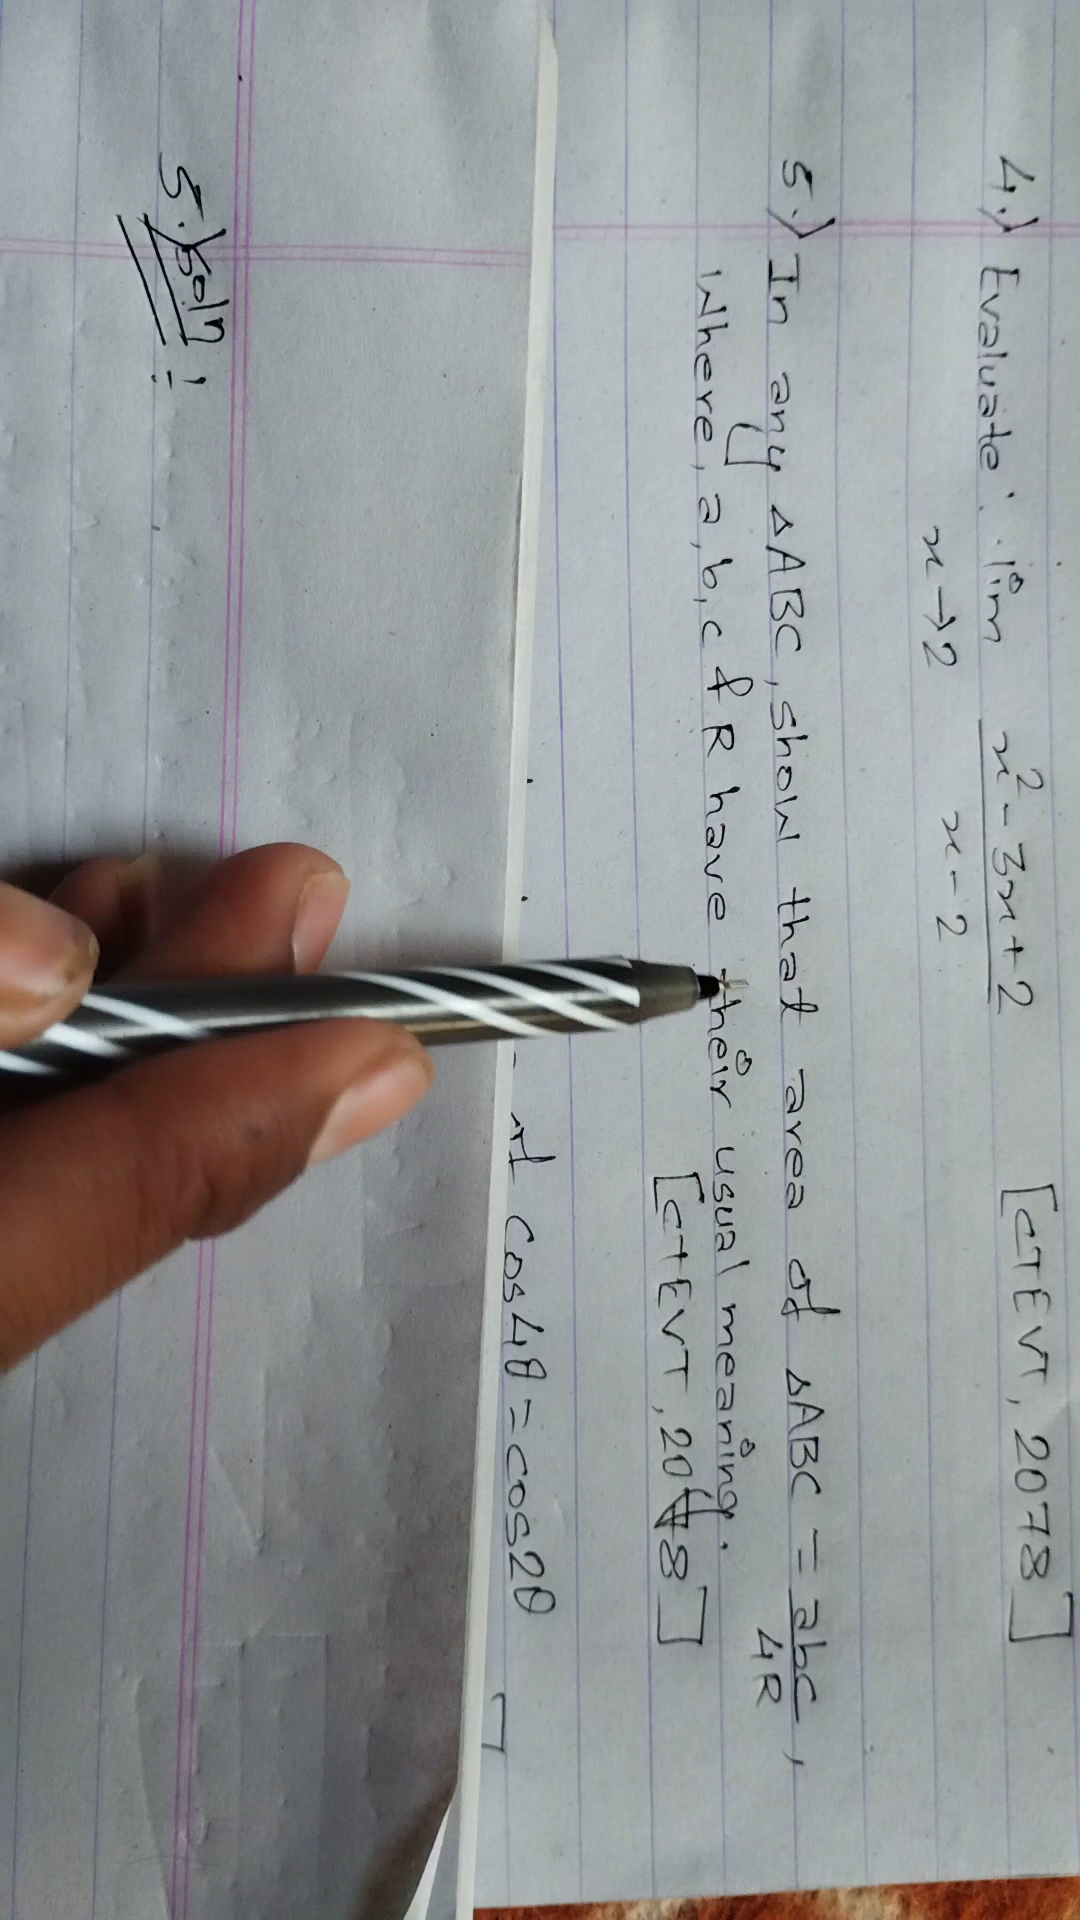 4.) Evaluate: lim x²-3x+2
x→2 x-2
[CTEVT, 2078]
5.) In any ΔABC, show that area of ΔABC = abc/4R,
Where, a, b, c & R have their usual meaning.
[CTEVT, 2078]
cos4θ = cos2θ
]
5.) Soln :-